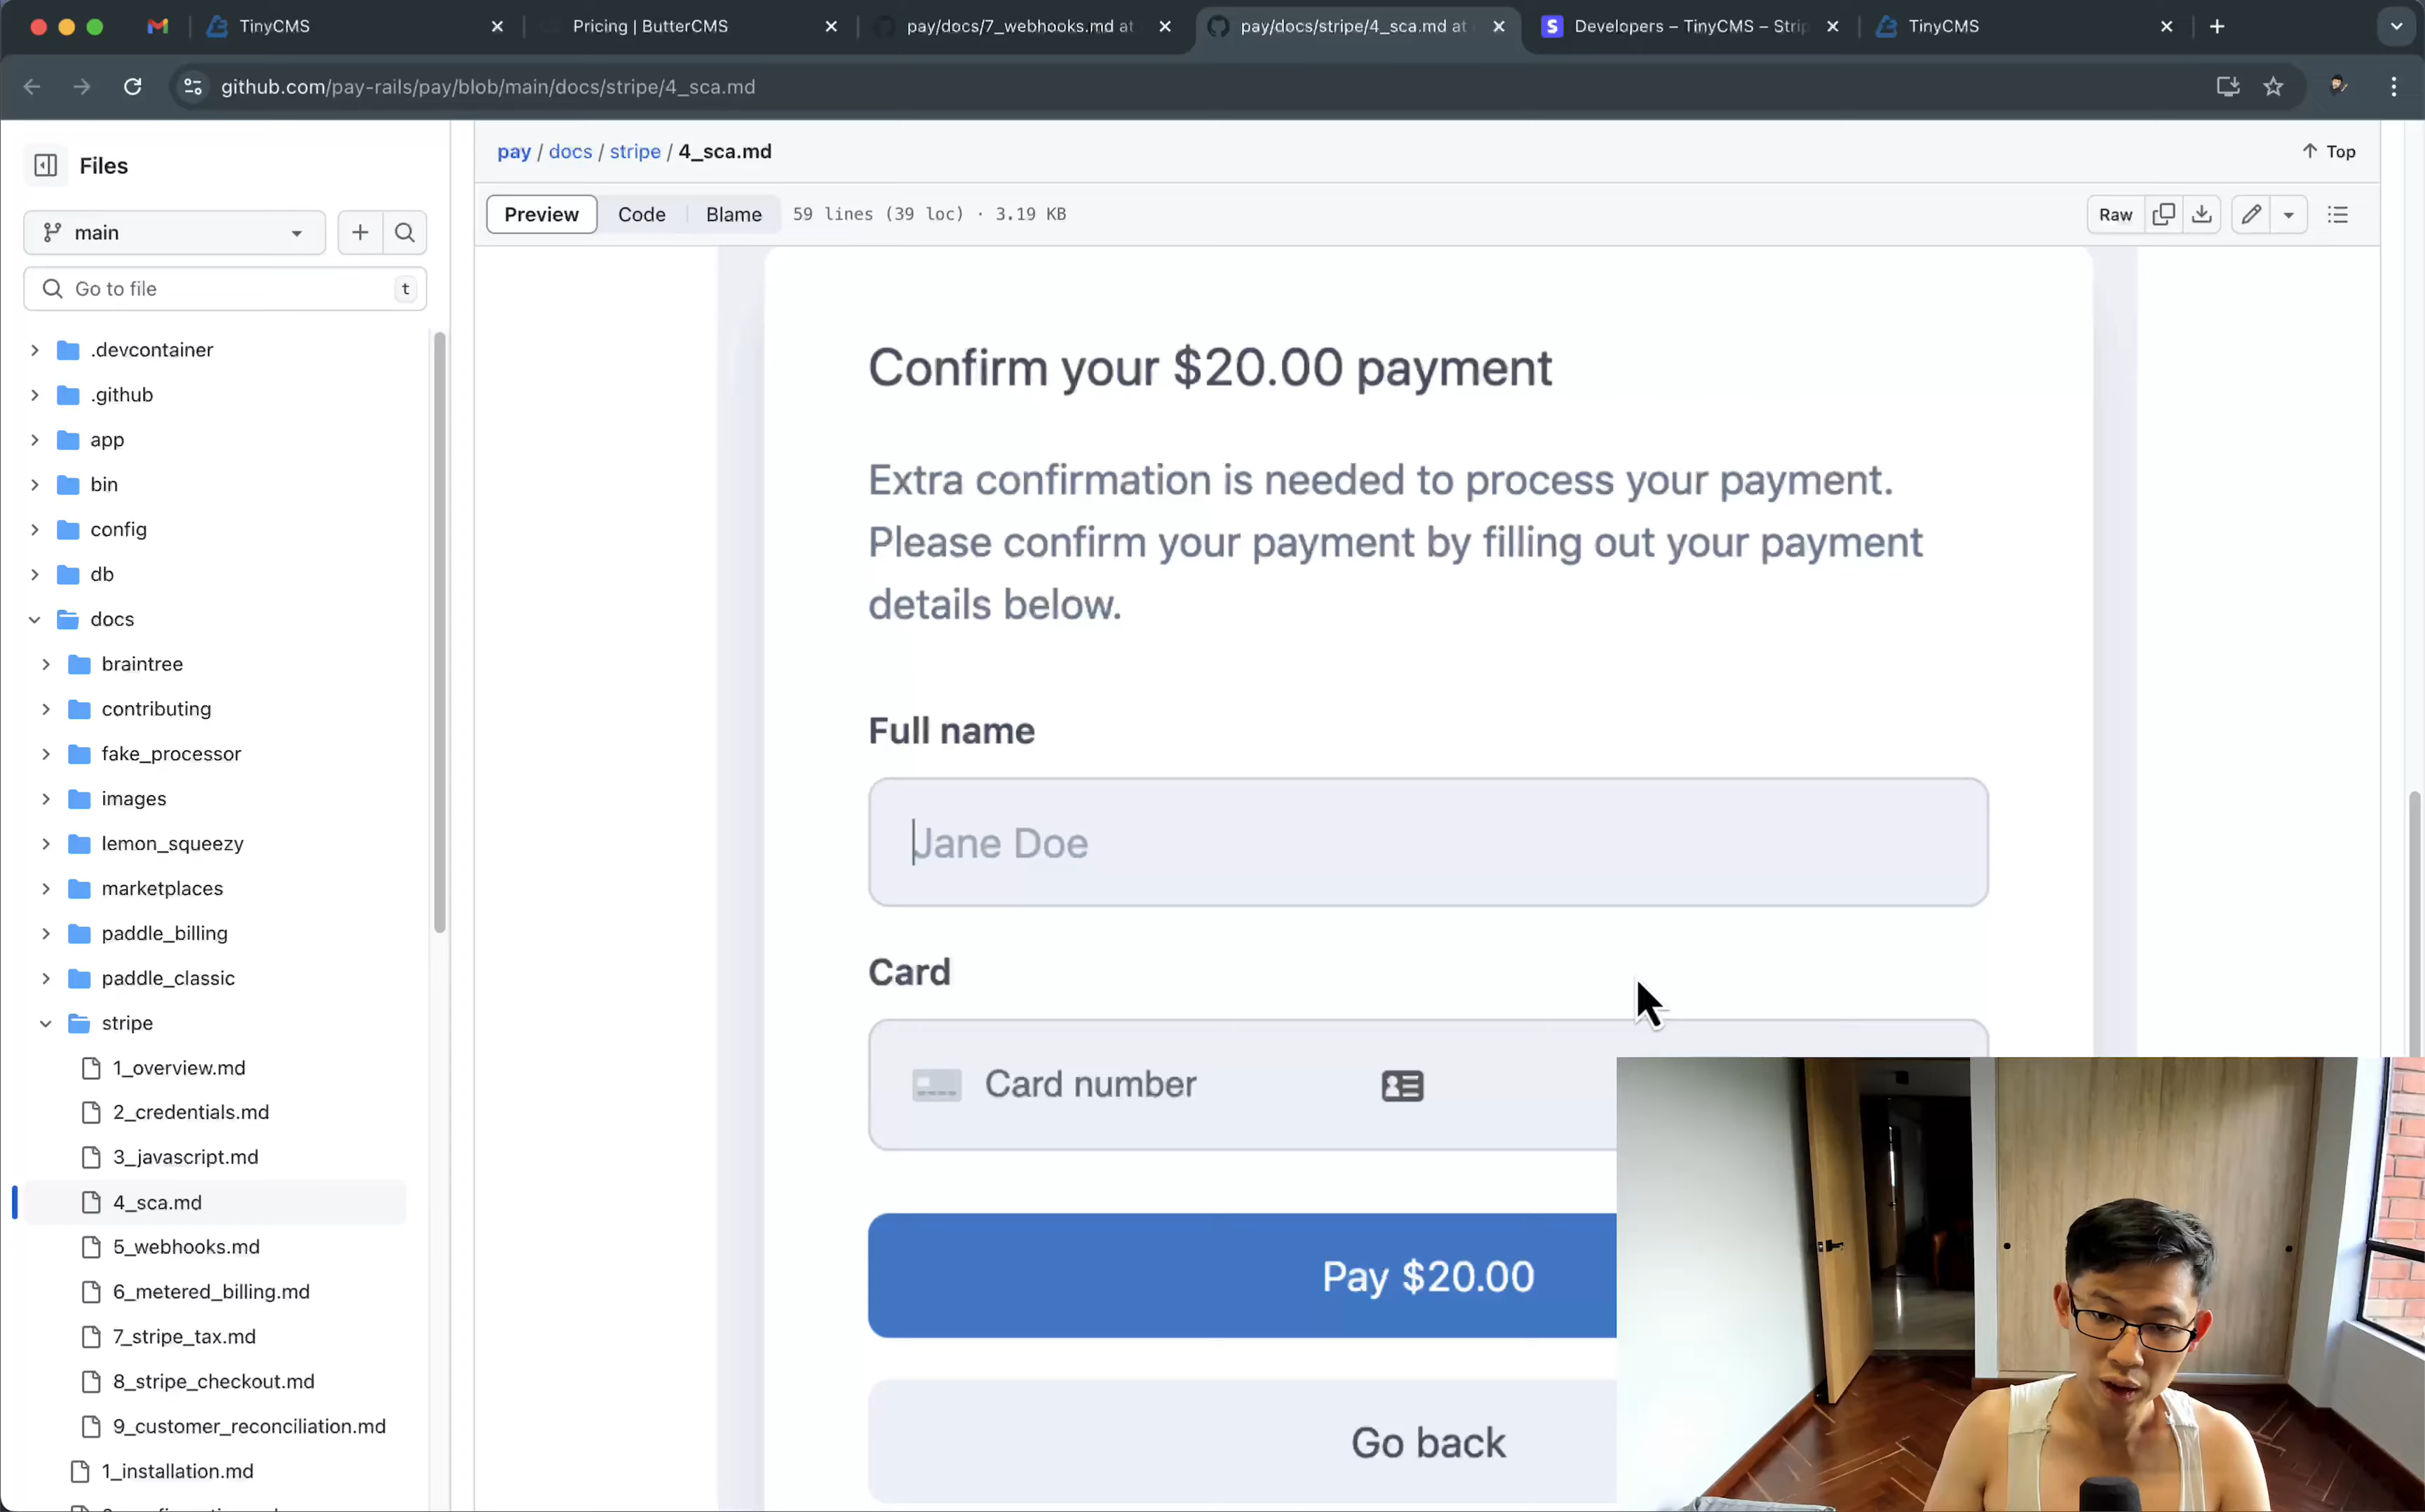 TinyCMS
Pricing | ButterCMS
pay/docs/7_webhooks.md at
pay/docs/stripe/4_sca.md at
Developers – TinyCMS – Strip
TinyCMS
github.com/pay-rails/pay/blob/main/docs/stripe/4_sca.md
Files
main
Go to file
t
.devcontainer
.github
app
bin
config
db
docs
braintree
contributing
fake_processor
images
lemon_squeezy
marketplaces
paddle_billing
paddle_classic
stripe
1_overview.md
2_credentials.md
3_javascript.md
4_sca.md
5_webhooks.md
6_metered_billing.md
7_stripe_tax.md
8_stripe_checkout.md
9_customer_reconciliation.md
1_installation.md
pay / docs / stripe / 4_sca.md
Top
Preview
Code
Blame
59 lines (39 loc) · 3.19 KB
Raw
Confirm your $20.00 payment
Extra confirmation is needed to process your payment.
Please confirm your payment by filling out your payment
details below.
Full name
Jane Doe
Card
Card number
Pay $20.00
Go back